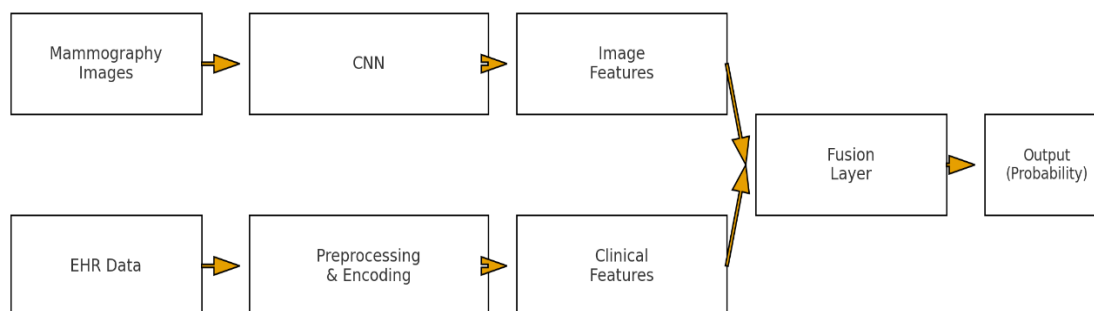 Mammography
Images
CNN
Image
Features
Fusion
Layer
Output
(Probability)
EHR Data
Preprocessing
& Encoding
Clinical
Features